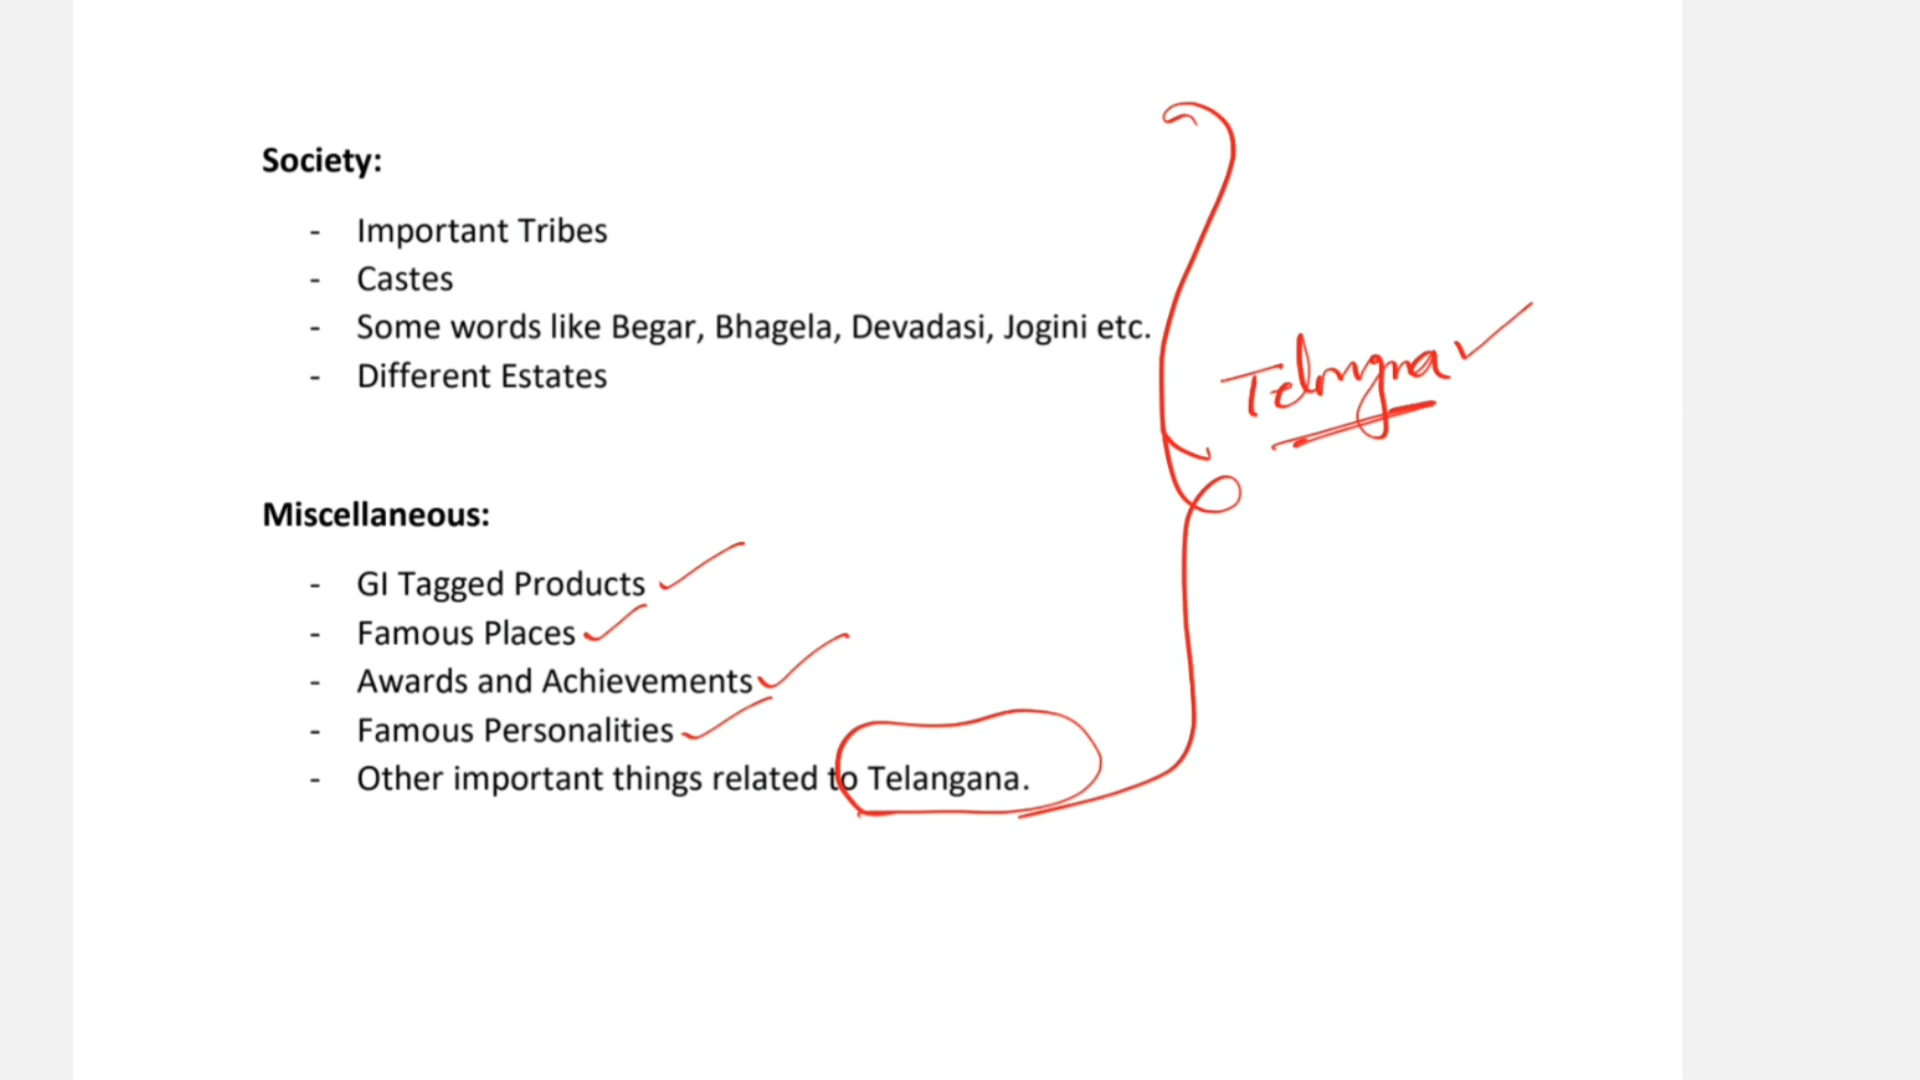 Society:
- Important Tribes
- Castes
- Some words like Begar, Bhagela, Devadasi, Jogini etc.
- Different Estates
Telangana
Miscellaneous:
- GI Tagged Products
- Famous Places
- Awards and Achievements
- Famous Personalities
- Other important things related to Telangana.